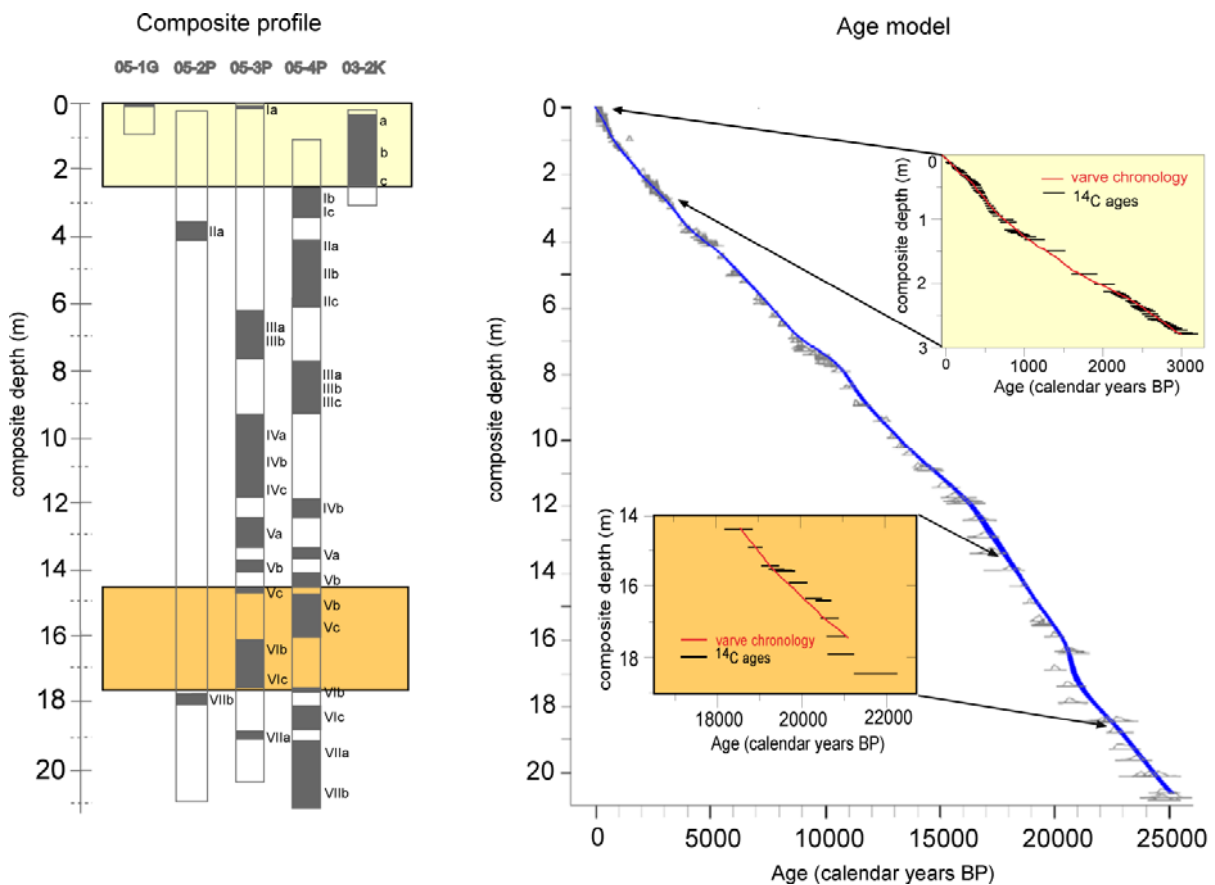 Composite profile
05-1G 05-2P 05-3P 05-4P 03-2K
composite depth (m)
0
2
4
6
8
10
12
14
16
18
20
Ia
a
b
c
Ib
Ic
IIa
IIa
IIb
IIc
IIIa
IIIb
IIIa
IIIb
IIIc
IVa
IVb
IVc
IVb
Va
Va
Vb
Vb
Vc
Vb
Vc
VIb
VIc
VIb
VIIb
VIc
VIIa
VIIa
VIIb
Age model
composite depth (m)
0
2
4
6
8
10
12
14
16
18
20
0 5000 10000 15000 20000 25000
Age (calendar years BP)
varve chronology
14C ages
composite depth (m)
0
1
2
3
0 1000 2000 3000
Age (calendar years BP)
composite depth (m)
14
16
18
varve chronology
14C ages
18000 20000 22000
Age (calendar years BP)